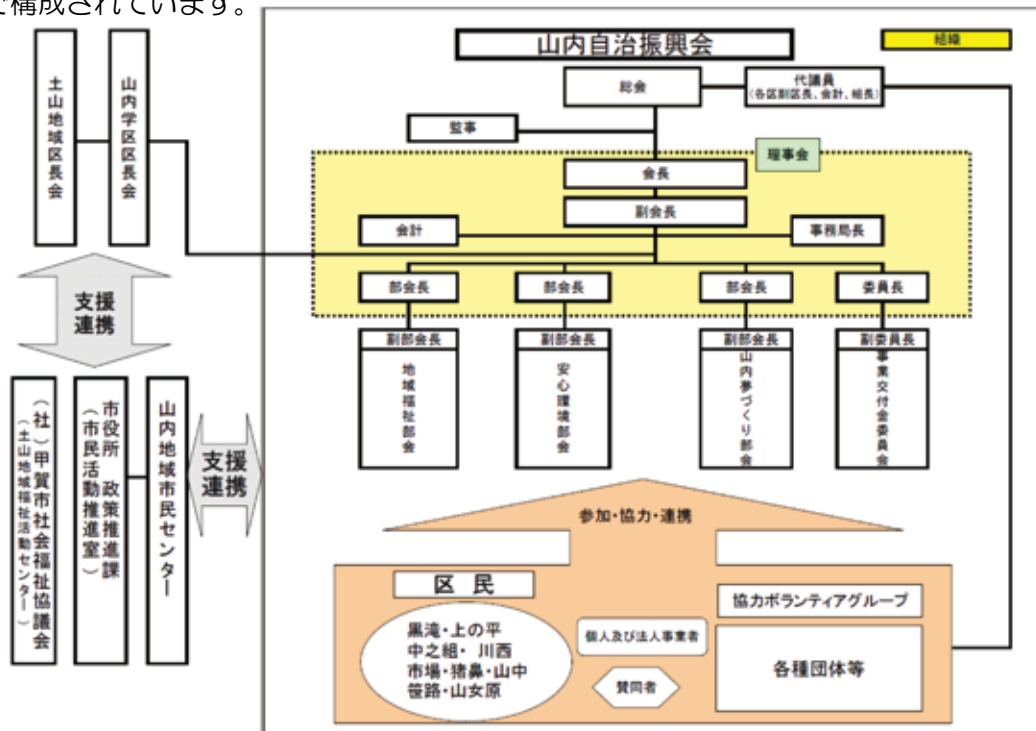 で構成されています。
山内自治振興会
組織
総会
代議員
(各区副区長、会計、組長)
監事
理事会
会長
副会長
会計
事務局長
部会長
部会長
部会長
委員長
副部会長
副部会長
副部会長
副委員長
地域福祉部会
安心環境部会
山内夢づくり部会
事業交付金委員会
土山地域区長会
山内学区区長会
支援
連携
(社)甲賀市社会福祉協議会
(土山地域福祉活動センター)
市役所 政策推進課
(市民活動推進室)
山内地域市民センター
支援
連携
参加・協力・連携
区民
黒滝・上の平
中之組・川西
市場・猪鼻・山中
笹路・山女原
個人及び法人事業者
賛同者
協力ボランティアグループ
各種団体等